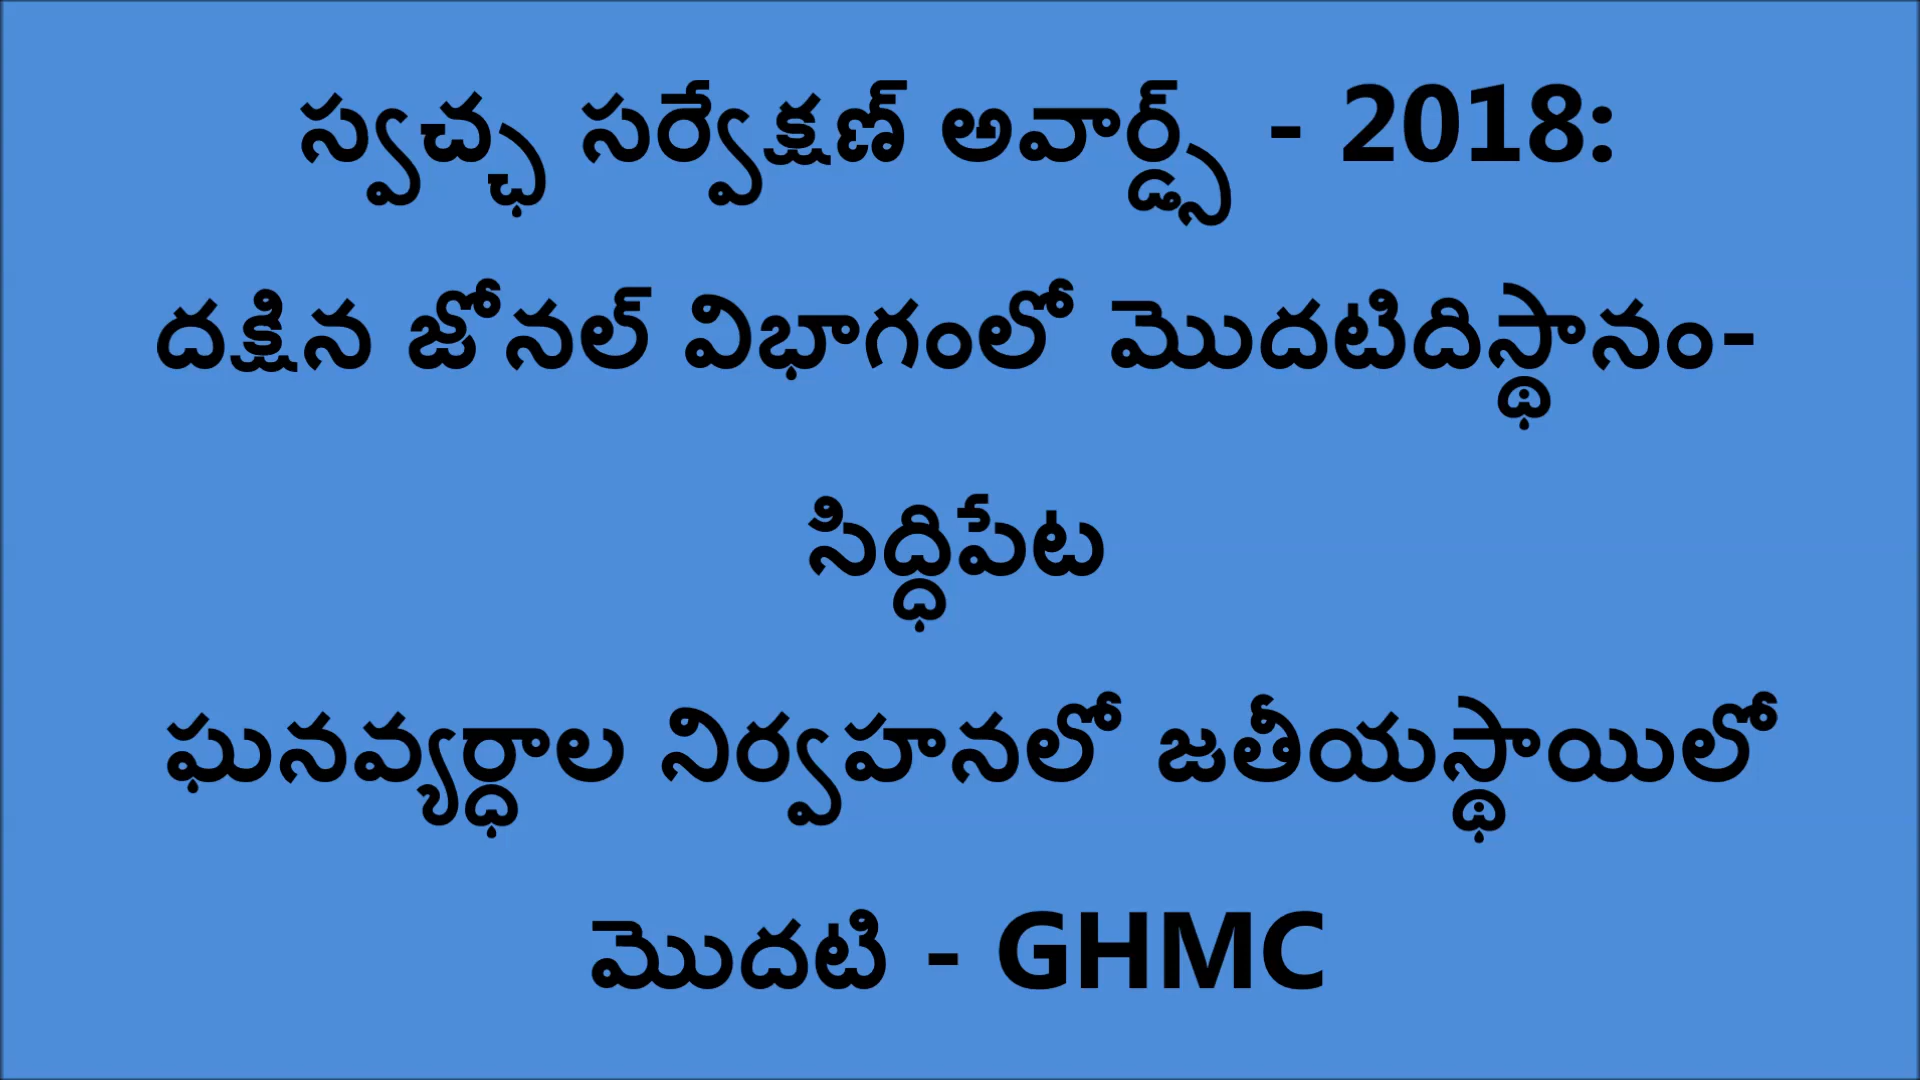 స్వచ్ఛ సర్వేక్షణ్ అవార్డ్స్ - 2018:
దక్షిన జోనల్ విభాగంలో మొదటిదిస్థానం-
సిద్ధిపేట
ఘనవ్యర్ధాల నిర్వహనలో జతీయస్థాయిలో
మొదటి - GHMC